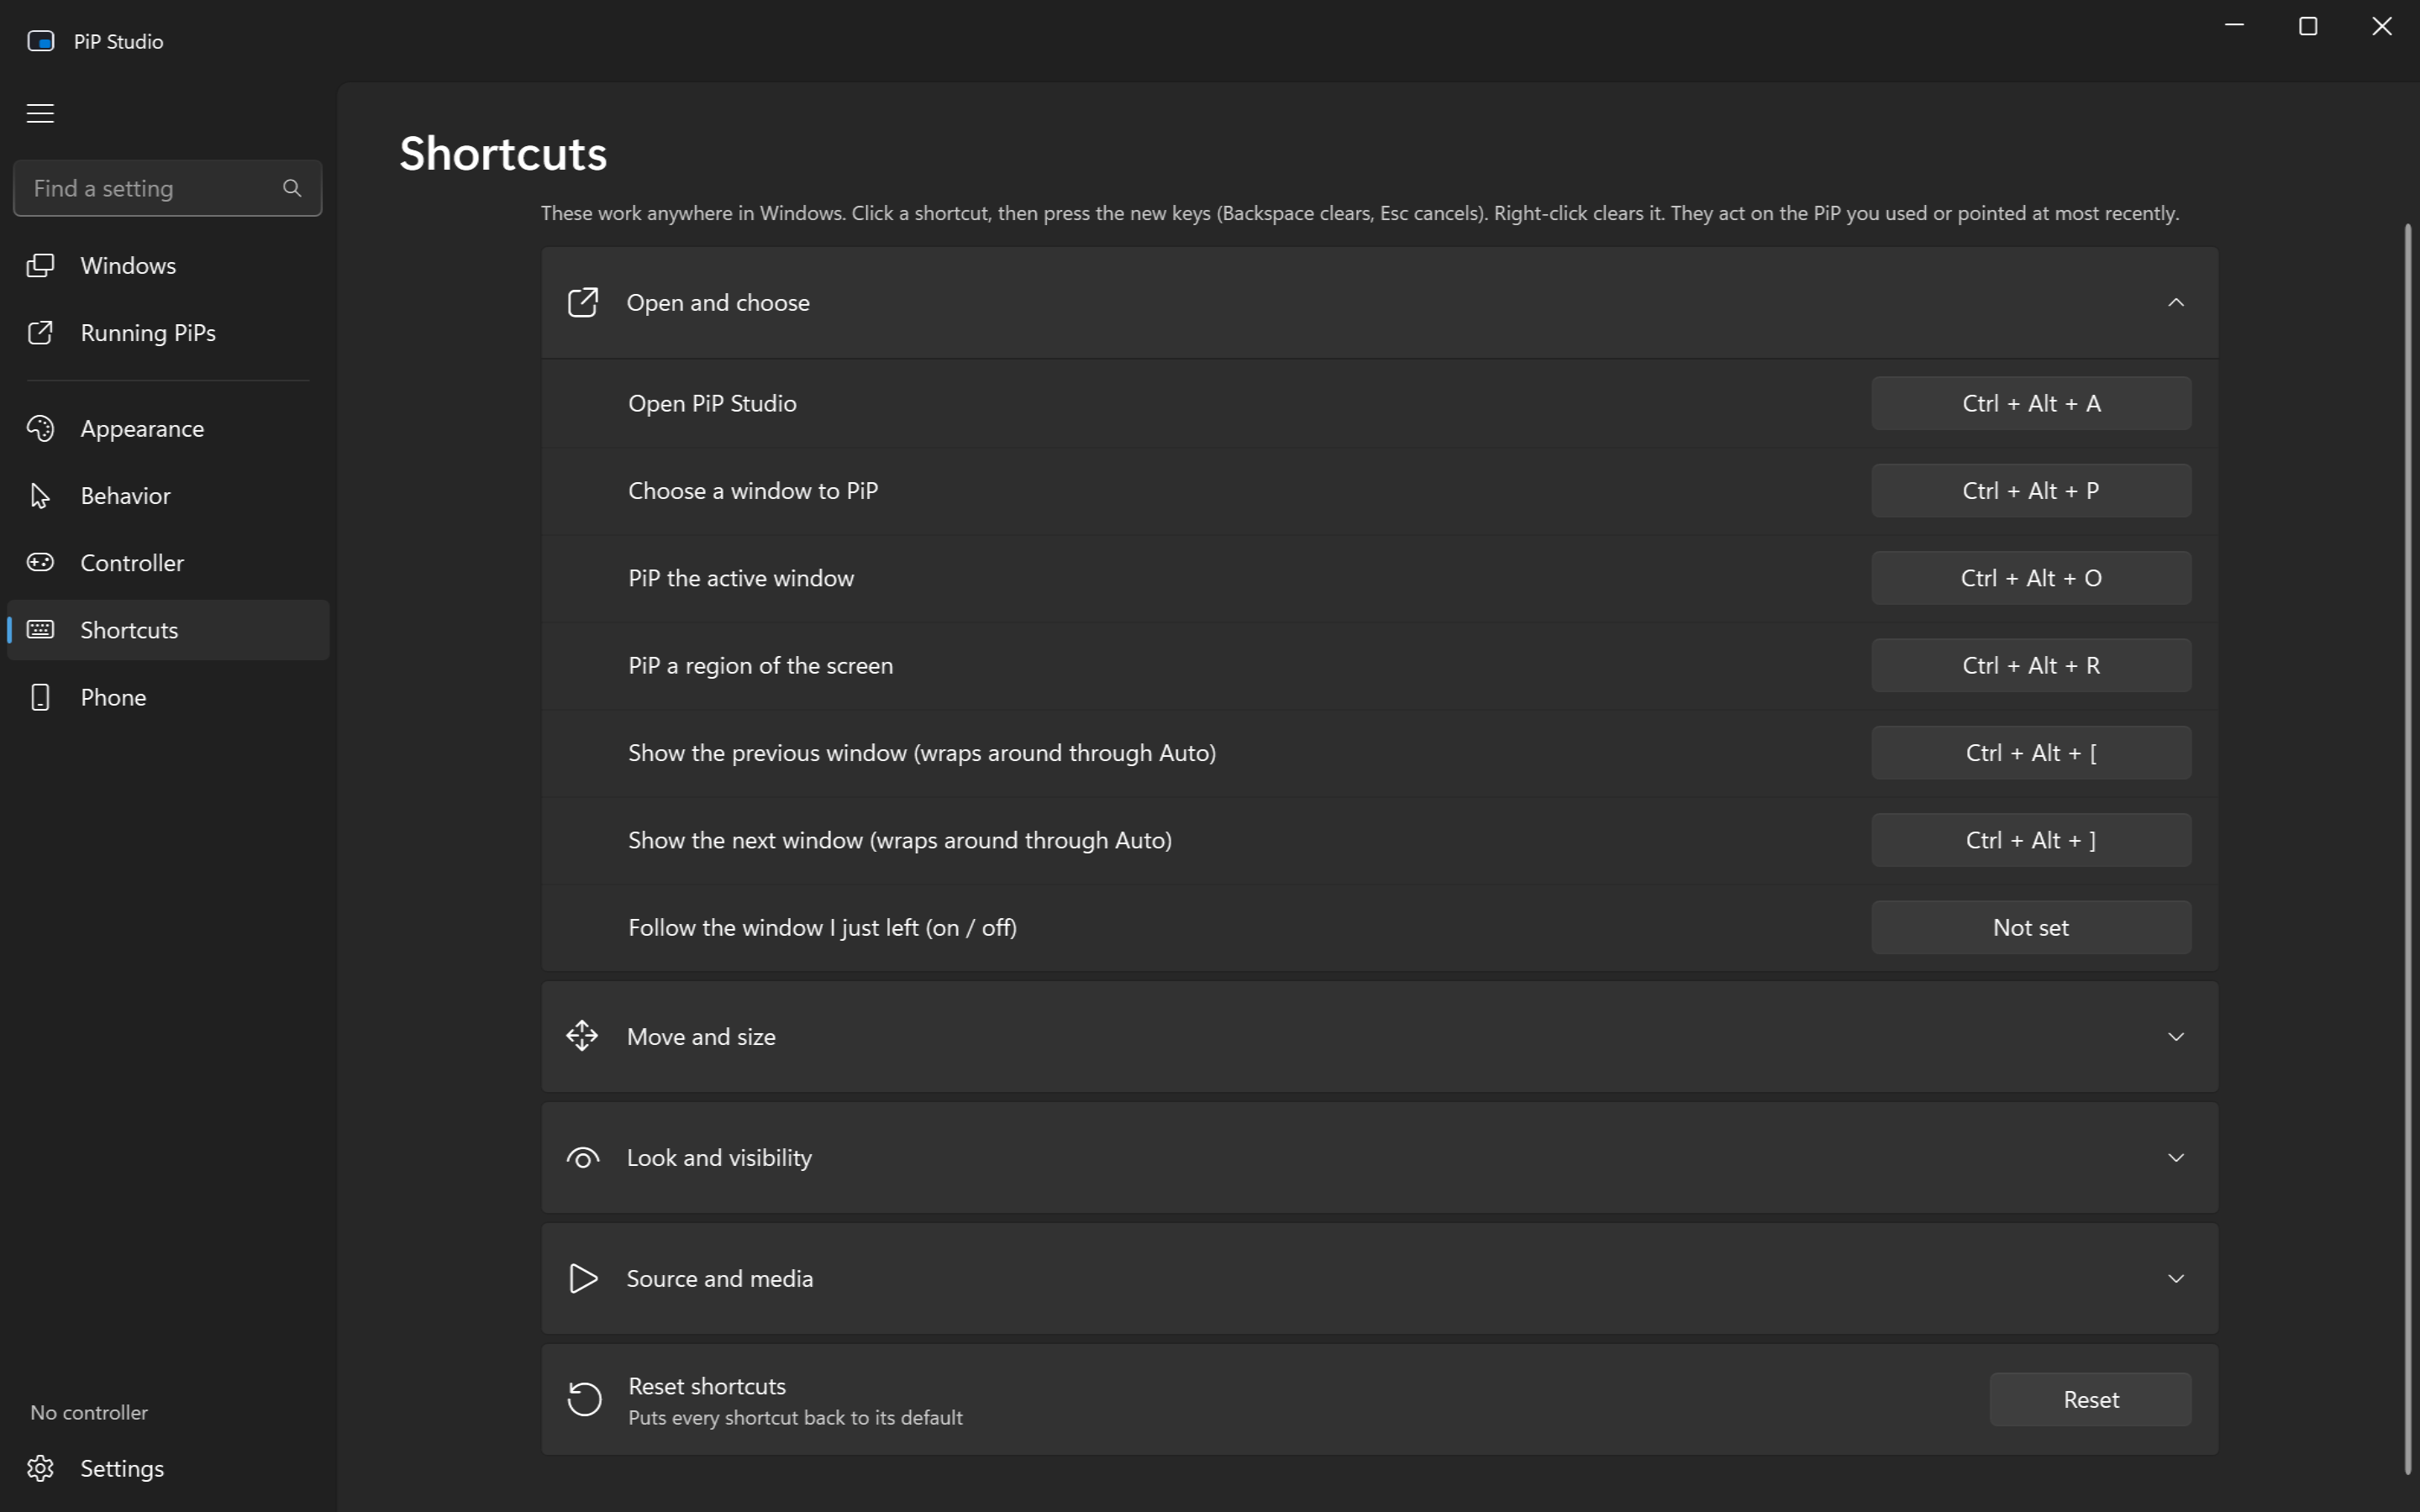 PiP Studio
Find a setting
Windows
Running PiPs
Appearance
Behavior
Controller
Shortcuts
Phone
No controller
Settings
Shortcuts
These work anywhere in Windows. Click a shortcut, then press the new keys (Backspace clears, Esc cancels). Right-click clears it. They act on the PiP you used or pointed at most recently.
Open and choose
Open PiP Studio Ctrl + Alt + A
Choose a window to PiP Ctrl + Alt + P
PiP the active window Ctrl + Alt + O
PiP a region of the screen Ctrl + Alt + R
Show the previous window (wraps around through Auto) Ctrl + Alt + [
Show the next window (wraps around through Auto) Ctrl + Alt + ]
Follow the window I just left (on / off) Not set
Move and size
Look and visibility
Source and media
Reset shortcuts
Puts every shortcut back to its default
Reset